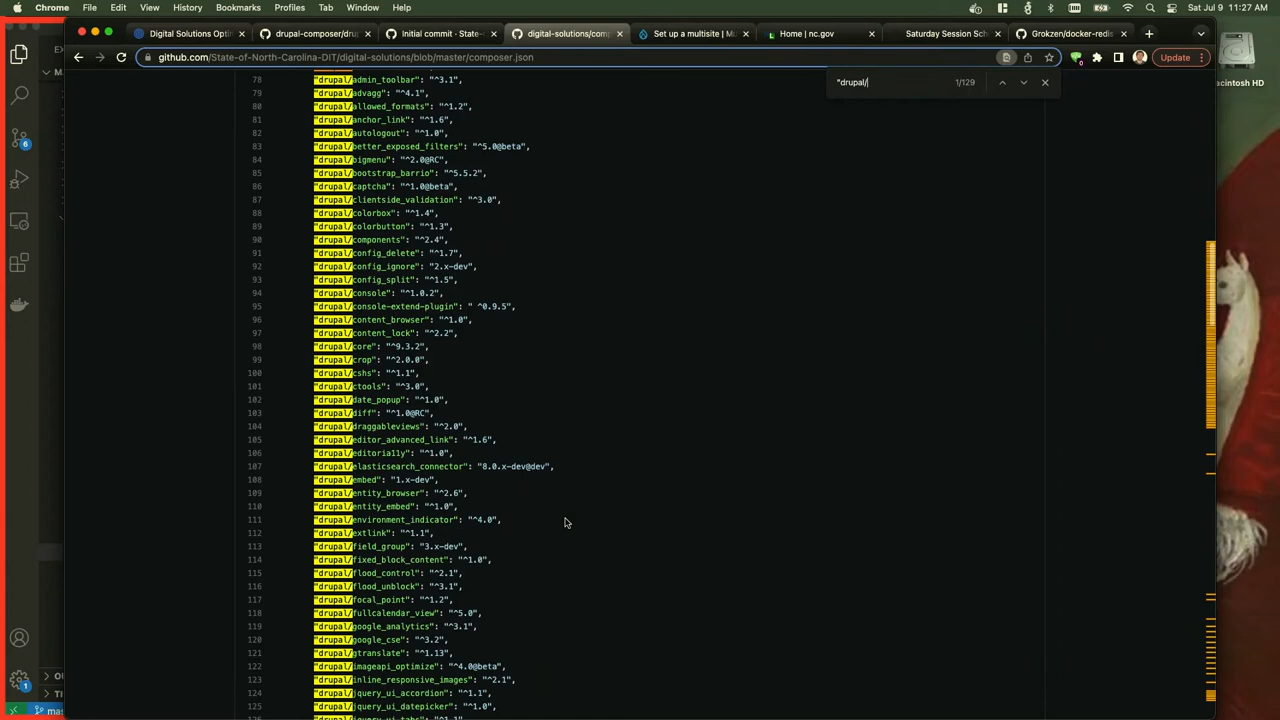 Chrome File Edit View History Bookmarks Profiles Tab Window Help
Sat Jul 9 11:27 AM
Digital Solutions Opti
drupal-composer/dru
Initial commit · State-
digital-solutions/comp
Set up a multisite | Mu
Home | nc.gov
Saturday Session Sch
Grokzen/docker-redis
github.com/State-of-North-Carolina-DIT/digital-solutions/blob/master/composer.json
Update
"drupal/
1/129
acintosh HD
78 "drupal/admin_toolbar": "^3.1",
79 "drupal/advagg": "^4.1",
80 "drupal/allowed_formats": "^1.2",
81 "drupal/anchor_link": "^1.6",
82 "drupal/autologout": "^1.0",
83 "drupal/better_exposed_filters": "^5.0@beta",
84 "drupal/bigmenu": "^2.0@RC",
85 "drupal/bootstrap_barrio": "^5.5.2",
86 "drupal/captcha": "^1.0@beta",
87 "drupal/clientside_validation": "^3.0",
88 "drupal/colorbox": "^1.4",
89 "drupal/colorbutton": "^1.3",
90 "drupal/components": "^2.4",
91 "drupal/config_delete": "^1.7",
92 "drupal/config_ignore": "2.x-dev",
93 "drupal/config_split": "^1.5",
94 "drupal/console": "^1.0.2",
95 "drupal/console-extend-plugin": " ^0.9.5",
96 "drupal/content_browser": "^1.0",
97 "drupal/content_lock": "^2.2",
98 "drupal/core": "^9.3.2",
99 "drupal/crop": "^2.0.0",
100 "drupal/cshs": "^1.1",
101 "drupal/ctools": "^3.0",
102 "drupal/date_popup": "^1.0",
103 "drupal/diff": "^1.0@RC",
104 "drupal/draggableviews": "^2.0",
105 "drupal/editor_advanced_link": "^1.6",
106 "drupal/editoria11y": "^1.0",
107 "drupal/elasticsearch_connector": "8.0.x-dev@dev",
108 "drupal/embed": "1.x-dev",
109 "drupal/entity_browser": "^2.6",
110 "drupal/entity_embed": "^1.0",
111 "drupal/environment_indicator": "^4.0",
112 "drupal/extlink": "^1.1",
113 "drupal/field_group": "3.x-dev",
114 "drupal/fixed_block_content": "^1.0",
115 "drupal/flood_control": "^2.1",
116 "drupal/flood_unblock": "^3.1",
117 "drupal/focal_point": "^1.2",
118 "drupal/fullcalendar_view": "^5.0",
119 "drupal/google_analytics": "^3.1",
120 "drupal/google_cse": "^3.2",
121 "drupal/gtranslate": "^1.13",
122 "drupal/imageapi_optimize": "^4.0@beta",
123 "drupal/inline_responsive_images": "^2.1",
124 "drupal/jquery_ui_accordion": "^1.1",
125 "drupal/jquery_ui_datepicker": "^1.0",
6
1
OU
TI
mas